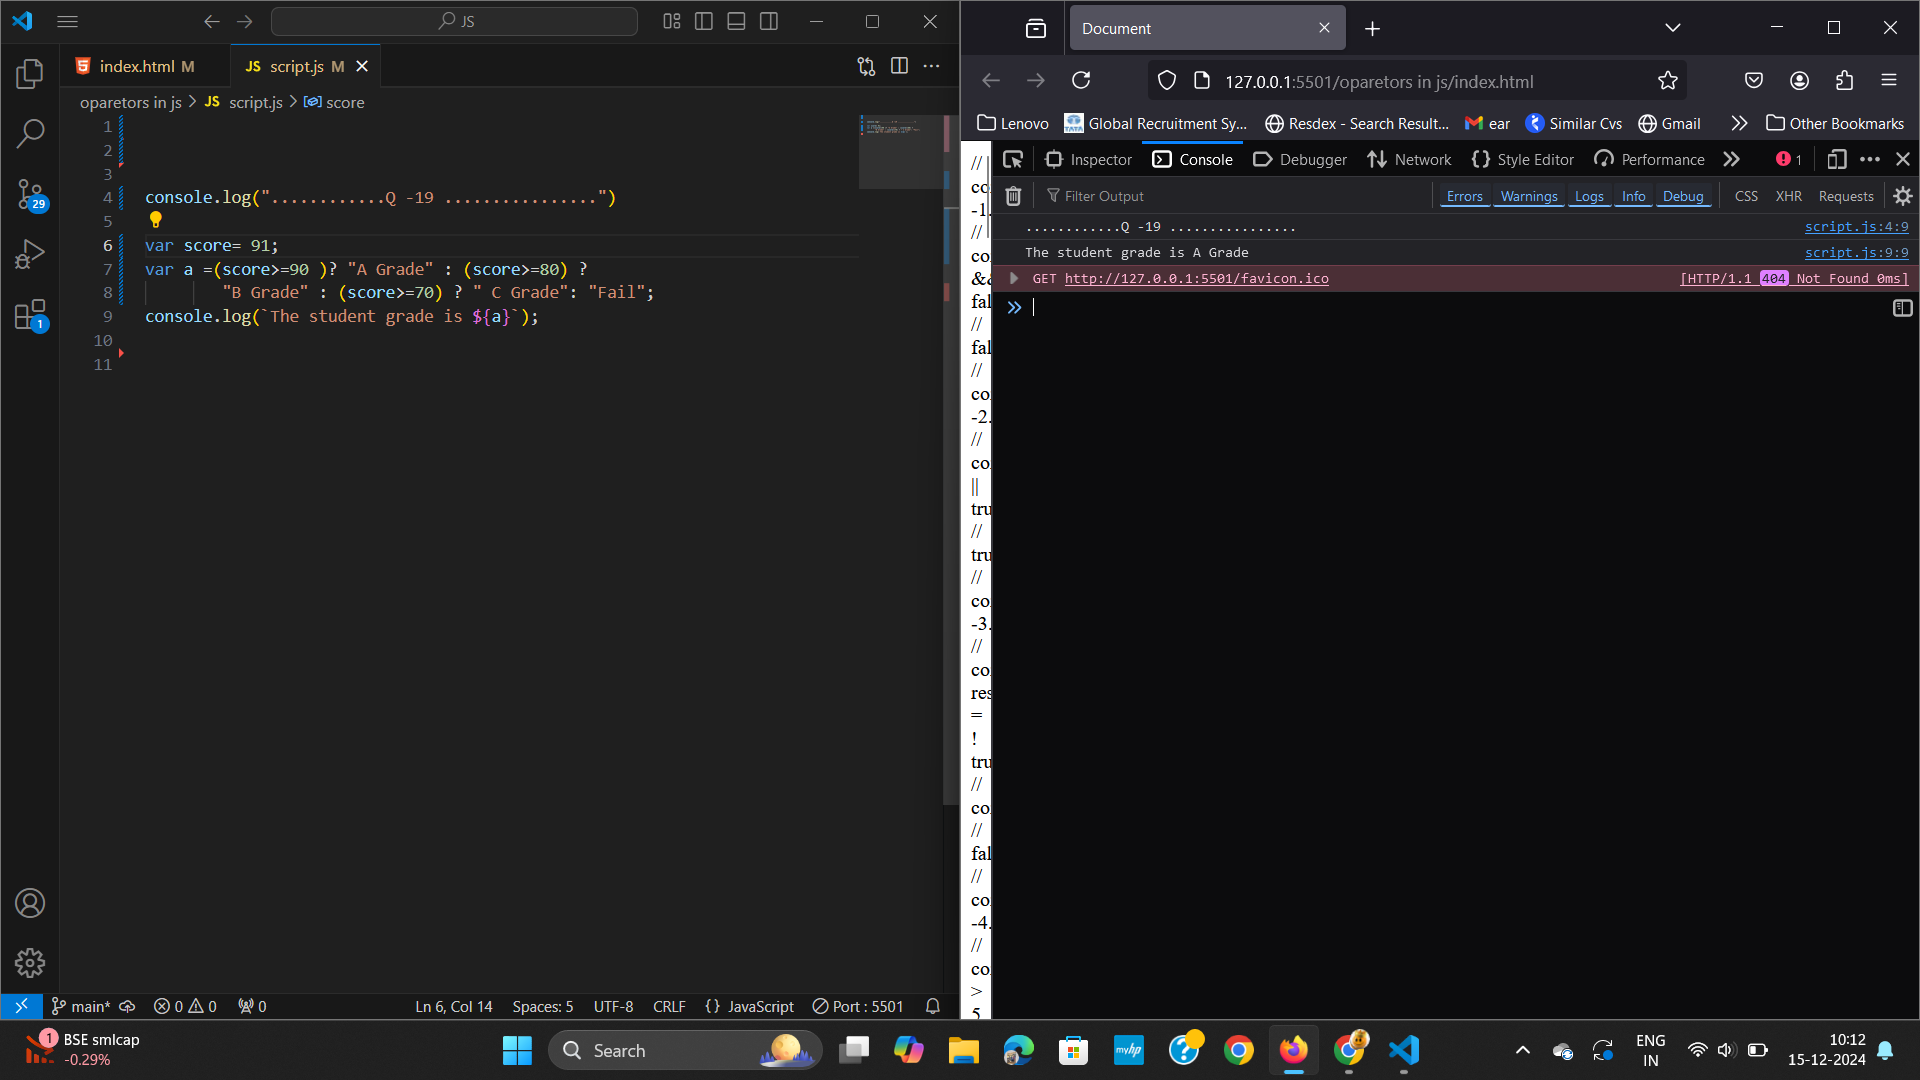 JS
index.html M
JS script.js M
oparetors in js > JS script.js > score
1
2
3
4 console.log("............Q -19 ................")
5
6 var score= 91;
7 var a =(score>=90 )? "A Grade" : (score>=80) ?
8 "B Grade" : (score>=70) ? " C Grade": "Fail";
9 console.log(`The student grade is ${a}`);
10
11
29
1
main* 0 0 0 Ln 6, Col 14 Spaces: 5 UTF-8 CRLF {} JavaScript Port : 5501
Document
127.0.0.1:5501/oparetors in js/index.html
Lenovo TATA Global Recruitment Sy... Resdex - Search Result... ear Similar Cvs Gmail Other Bookmarks
Inspector Console Debugger Network {} Style Editor Performance 1
Filter Output Errors Warnings Logs Info Debug CSS XHR Requests
............Q -19 ................ script.js:4:9
The student grade is A Grade script.js:9:9
GET http://127.0.0.1:5501/favicon.ico [HTTP/1.1 404 Not Found 0ms]
//
co
-1.
//
co
&&
fal
//
fal
//
co
-2.
//
co
||
tru
//
tru
//
co
-3.
//
co
res
=
!
tru
//
co
//
fal
//
co
-4.
//
co
>
5
1
BSE smlcap
-0.29%
Search
myhp
ENG
IN
10:12
15-12-2024